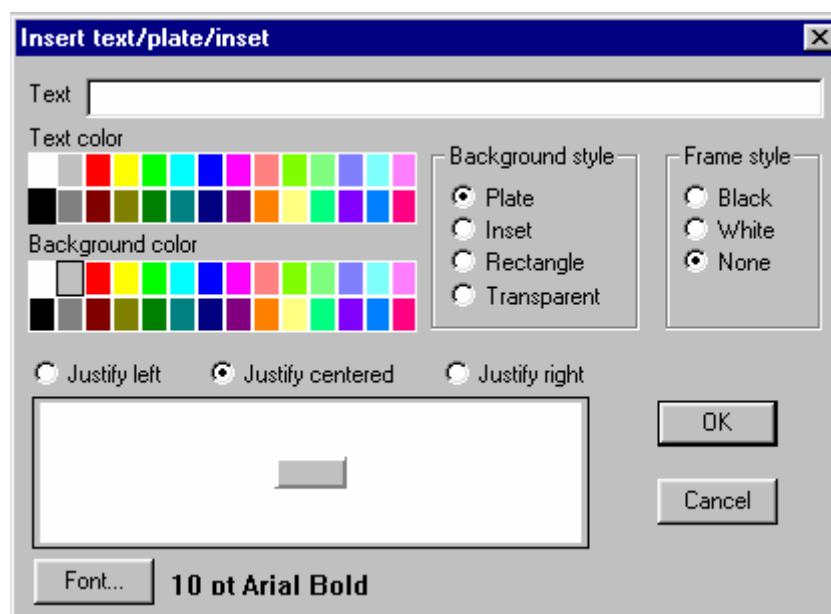 Insert text/plate/inset
Text
Text color
Background color
Background style
Plate
Inset
Rectangle
Transparent
Frame style
Black
White
None
Justify left
Justify centered
Justify right
OK
Cancel
Font...
10 pt Arial Bold